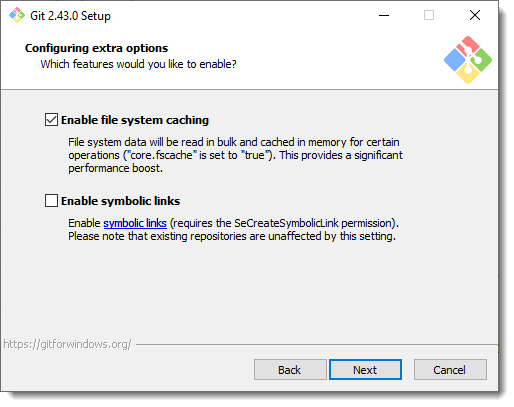 Git 2.43.0 Setup
Configuring extra options
Which features would you like to enable?
Enable file system caching
File system data will be read in bulk and cached in memory for certain
operations ("core.fscache" is set to "true"). This provides a significant
performance boost.
Enable symbolic links
Enable symbolic links (requires the SeCreateSymbolicLink permission).
Please note that existing repositories are unaffected by this setting.
https://gitforwindows.org/
Back Next Cancel